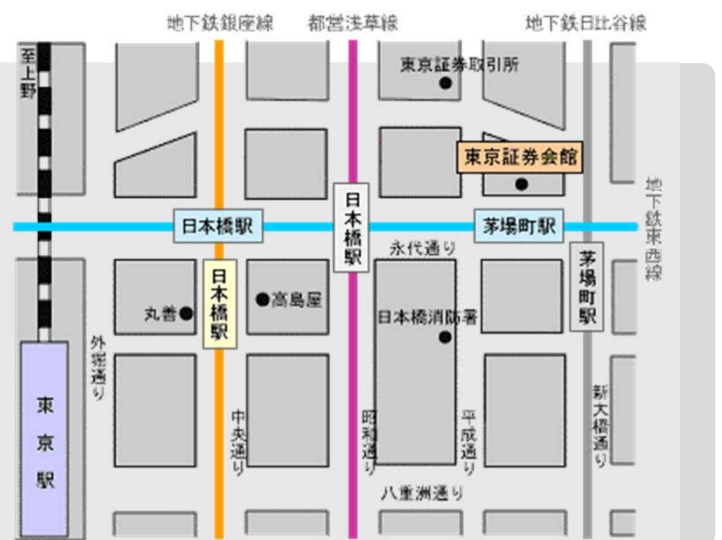 地下鉄銀座線
都営浅草線
地下鉄日比谷線
至上野
東京証券取引所
東京証券会館
地下鉄東西線
日本橋駅
日本橋駅
茅場町駅
永代通り
日本橋駅
茅場町駅
丸善
高島屋
日本橋消防署
外堀通り
東京駅
中央通り
昭和通り
平成通り
新大橋通り
八重洲通り